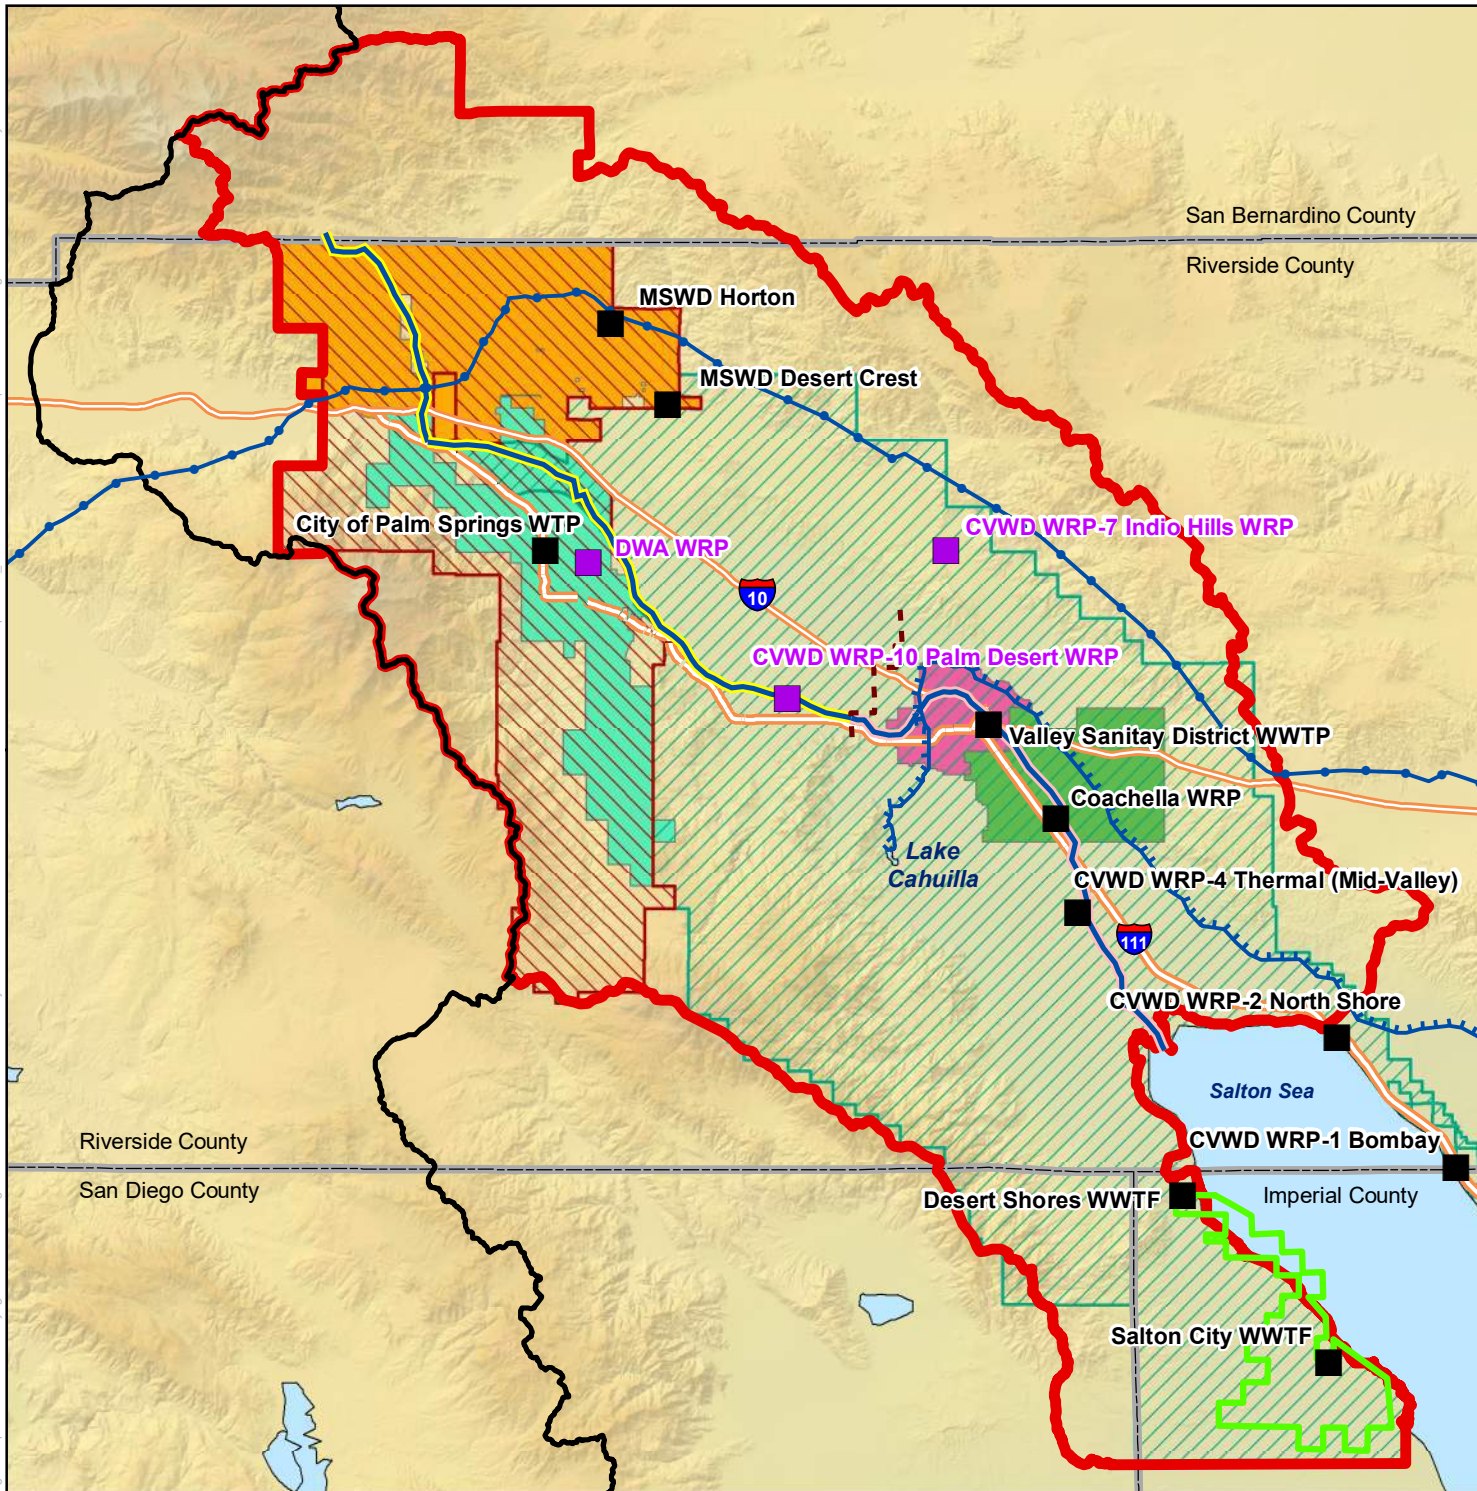 San Bernardino County
Riverside County
MSWD Horton
MSWD Desert Crest
City of Palm Springs WTP
DWA WRP
CVWD WRP-7 Indio Hills WRP
10
CVWD WRP-10 Palm Desert WRP
Valley Sanitay District WWTP
Coachella WRP
Lake
Cahuilla
CVWD WRP-4 Thermal (Mid-Valley)
111
CVWD WRP-2 North Shore
Salton Sea
Riverside County
CVWD WRP-1 Bombay
San Diego County
Desert Shores WWTF
Imperial County
Salton City WWTF